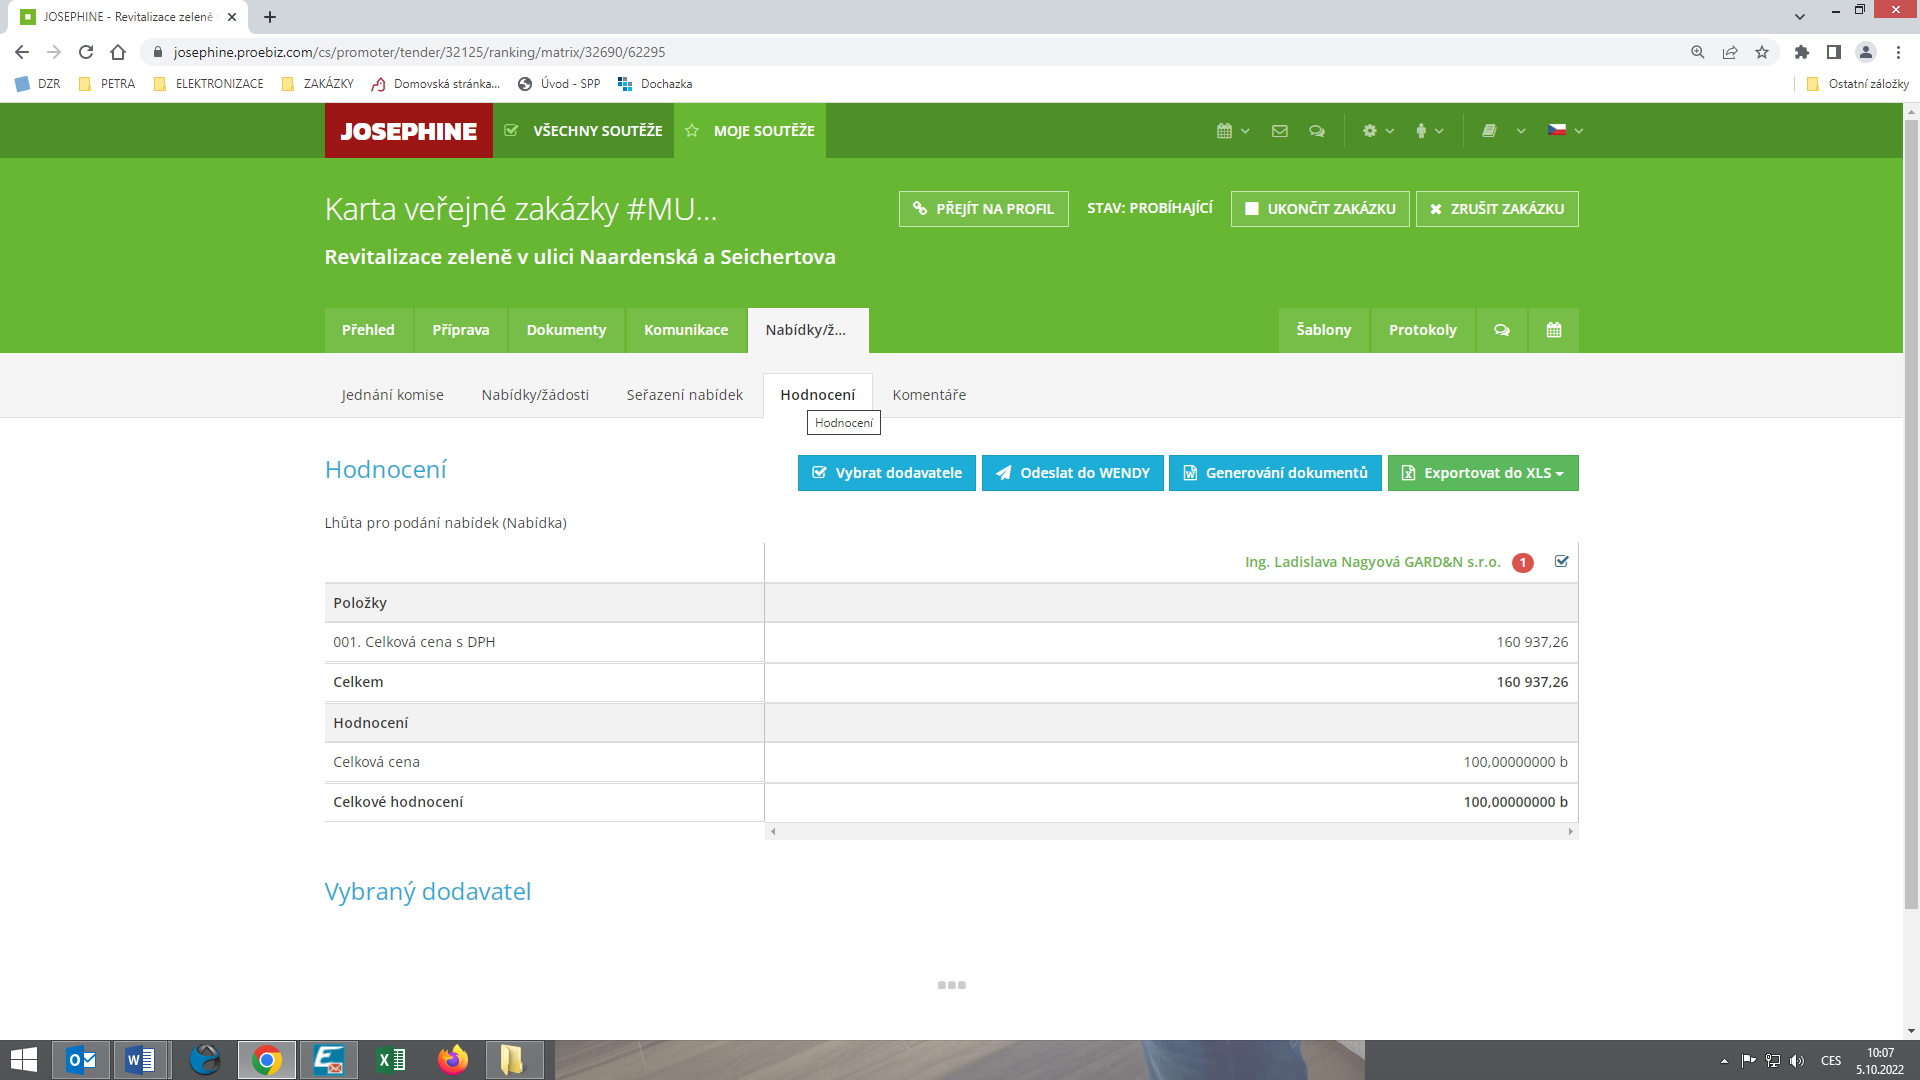 JOSEPHINE - Revitalizace zeleně v
josephine.proebiz.com/cs/promoter/tender/32125/ranking/matrix/32690/62295
DZR PETRA ELEKTRONIZACE ZAKÁZKY Domovská stránka... Úvod - SPP Dochazka Ostatní záložky
JOSEPHINE VŠECHNY SOUTĚŽE MOJE SOUTĚŽE
Karta veřejné zakázky #MU... PŘEJÍT NA PROFIL STAV: PROBÍHAJÍCÍ UKONČIT ZAKÁZKU ZRUŠIT ZAKÁZKU
Revitalizace zeleně v ulici Naardenská a Seichertova
Přehled Příprava Dokumenty Komunikace Nabídky/ž... Šablony Protokoly
Jednání komise Nabídky/žádosti Seřazení nabídek Hodnocení Komentáře
Hodnocení
Hodnocení Vybrat dodavatele Odeslat do WENDY Generování dokumentů Exportovat do XLS
Lhůta pro podání nabídek (Nabídka)
Ing. Ladislava Nagyová GARD&N s.r.o. 1
Položky
001. Celková cena s DPH 160 937,26
Celkem 160 937,26
Hodnocení
Celková cena 100,00000000 b
Celkové hodnocení 100,00000000 b
Vybraný dodavatel
CES 10:07
5.10.2022